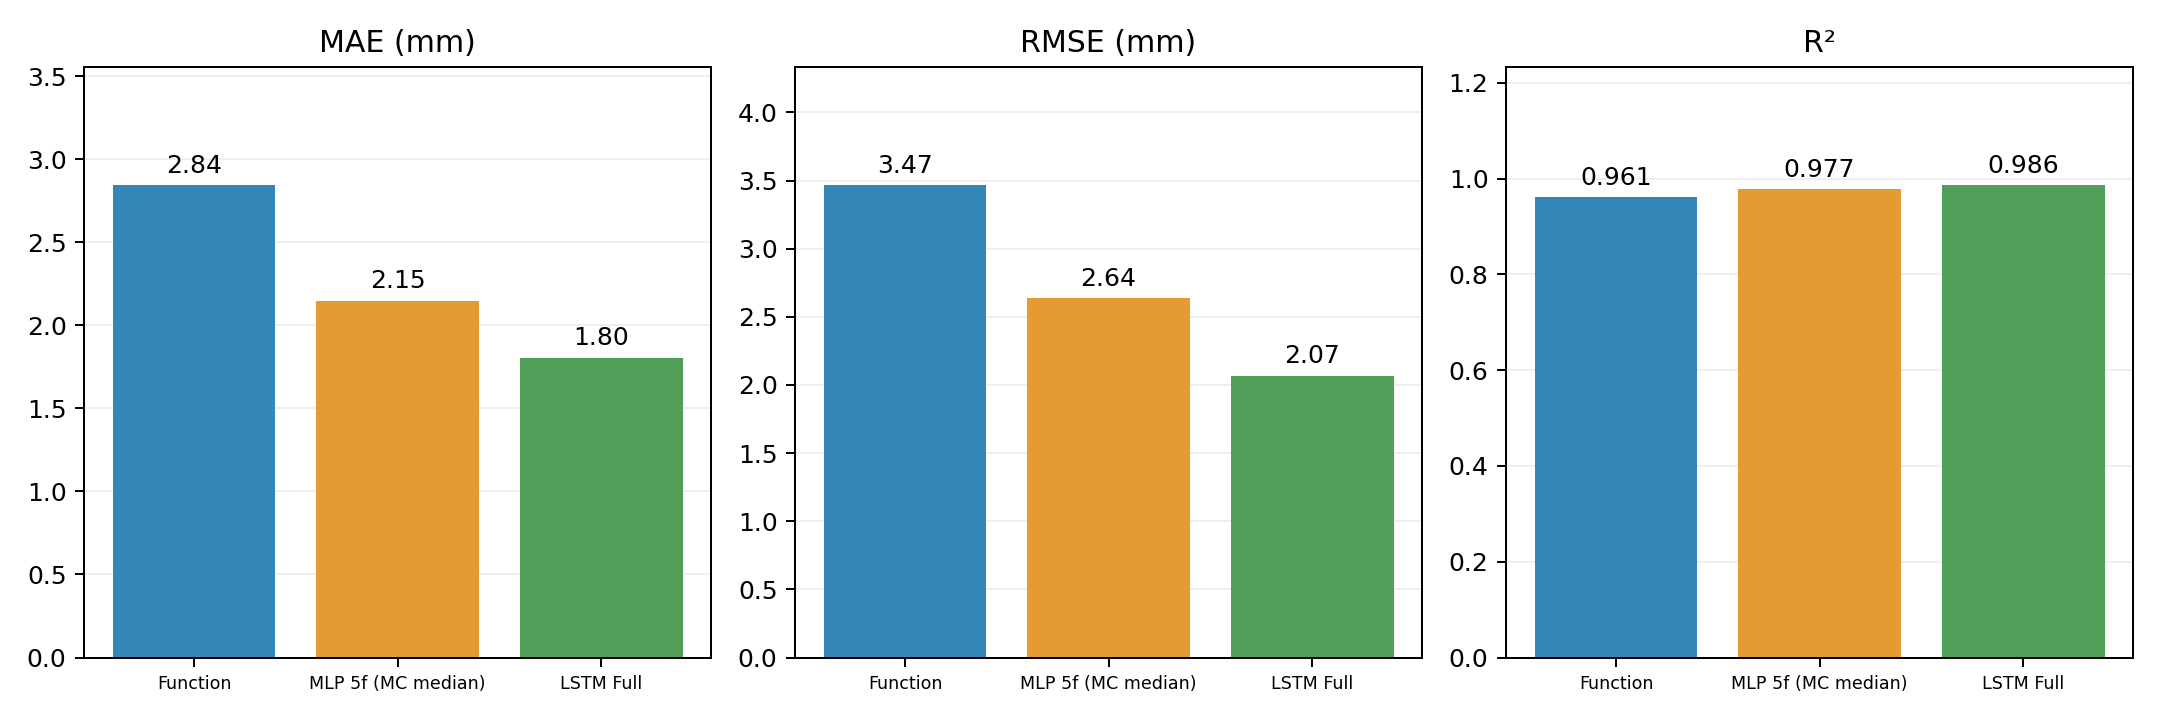 MAE (mm)
3.5
3.0
2.5
2.0
1.5
1.0
0.5
0.0
2.84
2.15
1.80
Function
MLP 5f (MC median)
LSTM Full
RMSE (mm)
4.0
3.5
3.0
2.5
2.0
1.5
1.0
0.5
0.0
3.47
2.64
2.07
Function
MLP 5f (MC median)
LSTM Full
R²
1.2
1.0
0.8
0.6
0.4
0.2
0.0
0.961
0.977
0.986
Function
MLP 5f (MC median)
LSTM Full